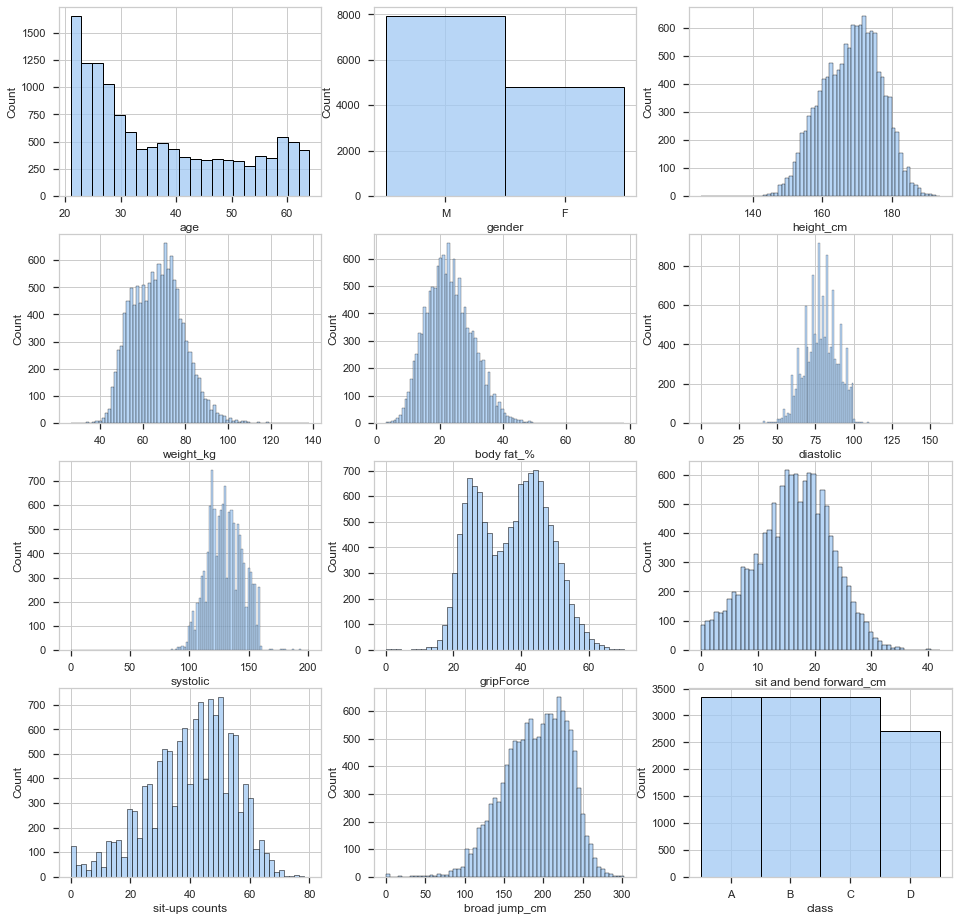 Count
1500
1250
1000
750
500
250
0
20 30 40 50 60
age
Count
8000
6000
4000
2000
0
M F
gender
Count
600
500
400
300
200
100
0
140 160 180
height_cm
Count
600
500
400
300
200
100
0
40 60 80 100 120 140
weight_kg
Count
600
500
400
300
200
100
0
0 20 40 60 80
body fat_%
Count
800
600
400
200
0
0 25 50 75 100 125 150
diastolic
Count
700
600
500
400
300
200
100
0
0 50 100 150 200
systolic
Count
700
600
500
400
300
200
100
0
0 20 40 60
gripForce
Count
600
500
400
300
200
100
0
0 10 20 30 40
sit and bend forward_cm
Count
700
600
500
400
300
200
100
0
0 20 40 60 80
sit-ups counts
Count
600
500
400
300
200
100
0
0 50 100 150 200 250 300
broad jump_cm
Count
3500
3000
2500
2000
1500
1000
500
0
A B C D
class